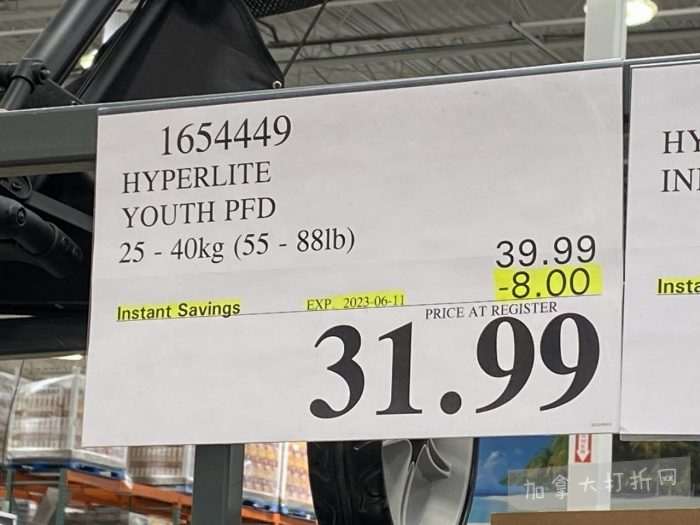 1654449
HYPERLITE
YOUTH PFD
25 - 40kg (55 - 88lb)
39.99
-8.00
Instant Savings
EXP. 2023-06-11
PRICE AT REGISTER
31.99
HY
IN
Insta
加拿大打折网